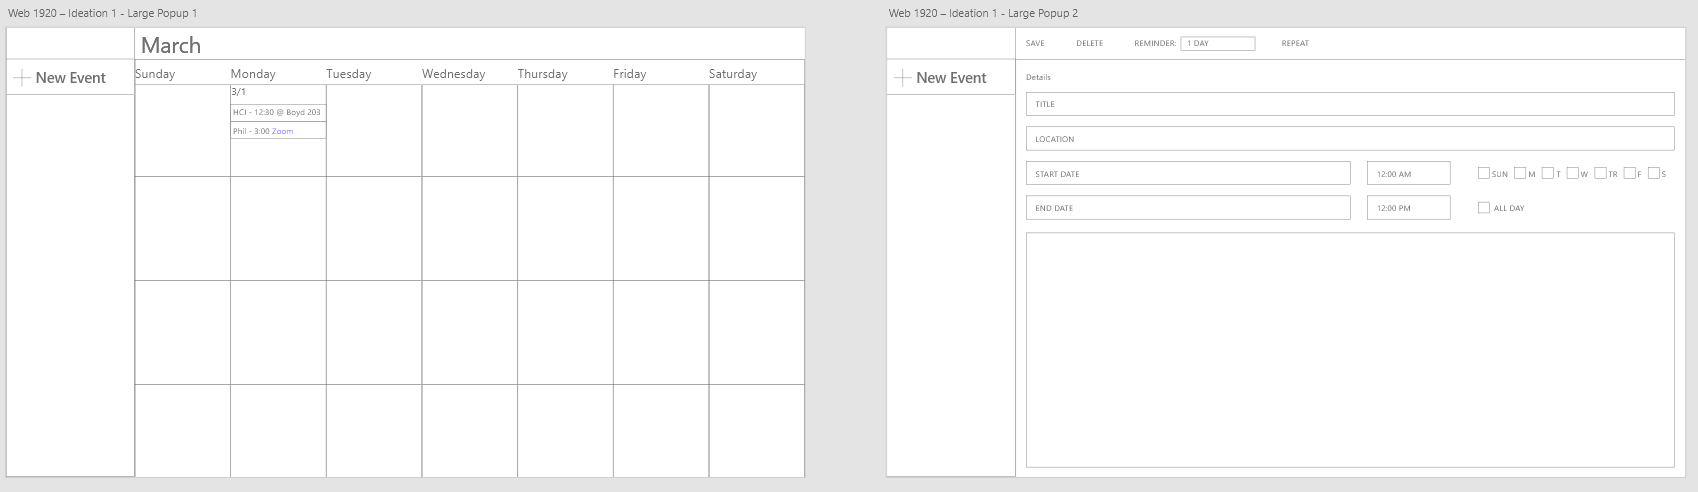 Web 1920 – Ideation 1 - Large Popup 1
March
New Event
Sunday Monday Tuesday Wednesday Thursday Friday Saturday
3/1
HCI - 12:30 @ Boyd 203
Phil - 3:00 Zoom
Web 1920 – Ideation 1 - Large Popup 2
SAVE DELETE REMINDER: 1 DAY REPEAT
New Event
Details
TITLE
LOCATION
START DATE 12:00 AM SUN M T W TR F S
END DATE 12:00 PM ALL DAY